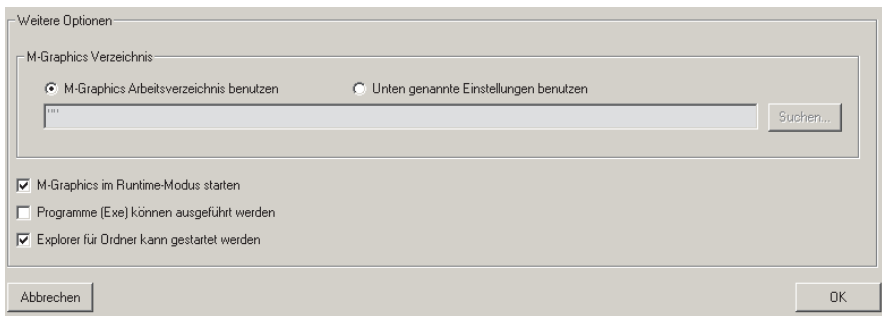 Weitere Optionen
M-Graphics Verzeichnis
M-Graphics Arbeitsverzeichnis benutzen
Unten genannte Einstellungen benutzen
""
Suchen...
M-Graphics im Runtime-Modus starten
Programme (Exe) können ausgeführt werden
Explorer für Ordner kann gestartet werden
Abbrechen
OK